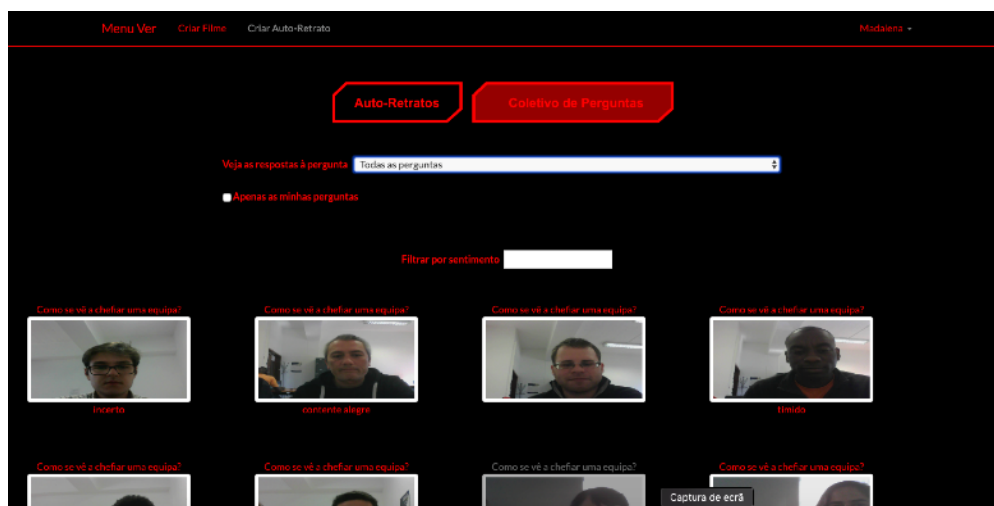 Menu Ver Criar Filme Criar Auto-Retrato Madalena
Auto-Retratos Coletivo de Perguntas
Veja as respostas à pergunta Todas as perguntas
Apenas as minhas perguntas
Filtrar por sentimento
Como se vê a chefiar uma equipa? Como se vê a chefiar uma equipa? Como se vê a chefiar uma equipa? Como se vê a chefiar uma equipa?
incerto contente alegre tímido
Como se vê a chefiar uma equipa? Como se vê a chefiar uma equipa? Como se vê a chefiar uma equipa? Como se vê a chefiar uma equipa?
Captura de ecrã